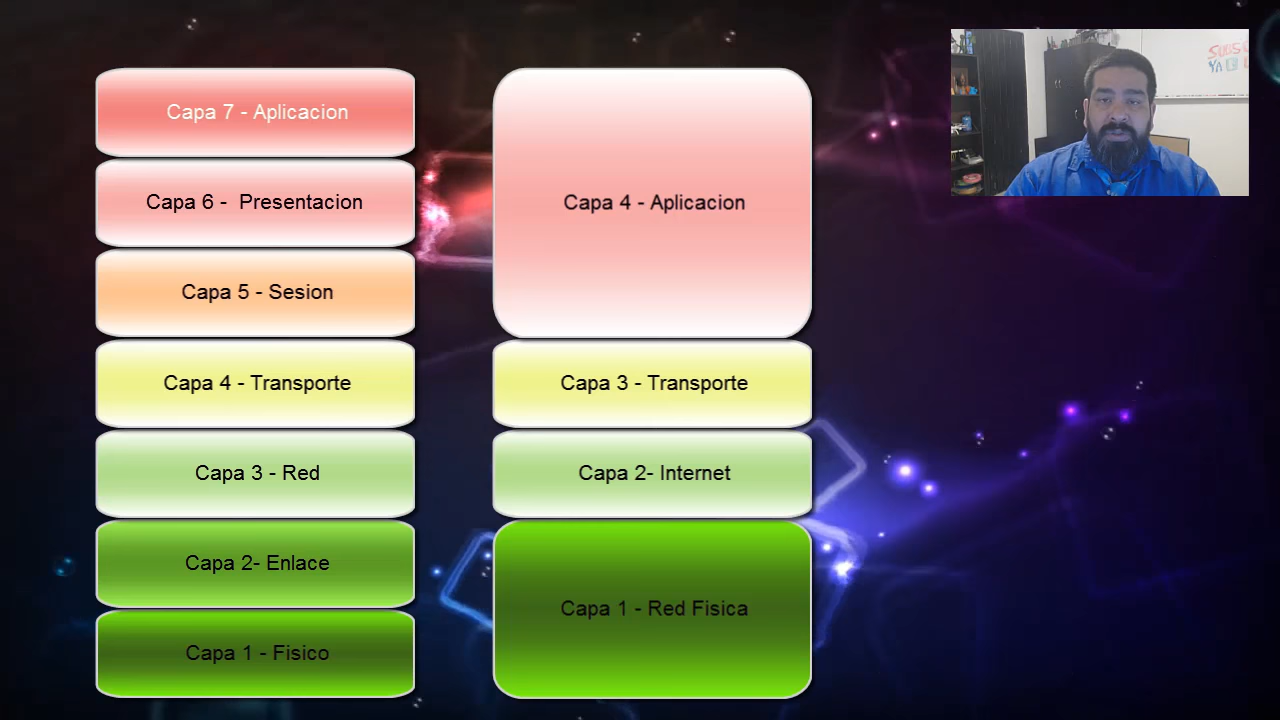 Capa 7 - Aplicacion
Capa 6 -  Presentacion
Capa 5 - Sesion
Capa 4 - Transporte
Capa 3 - Red
Capa 2- Enlace
Capa 1 - Fisico
Capa 4 - Aplicacion
Capa 3 - Transporte
Capa 2- Internet
Capa 1 - Red Fisica
YA